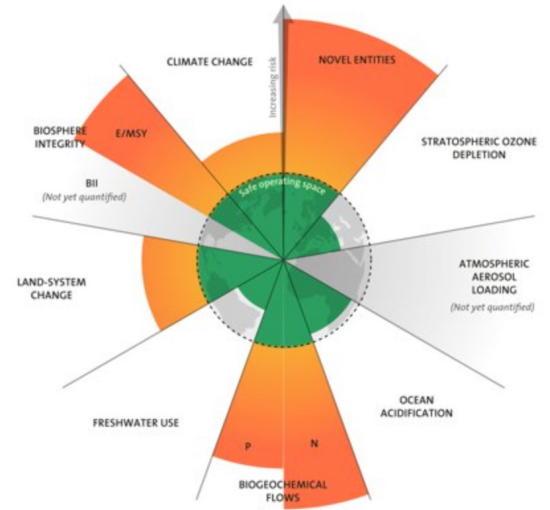 CLIMATE CHANGE
NOVEL ENTITIES
Increasing risk
BIOSPHERE
INTEGRITY
E/MSY
STRATOSPHERIC OZONE
DEPLETION
BII
(Not yet quantified)
Safe operating space
LAND-SYSTEM
CHANGE
ATMOSPHERIC
AEROSOL
LOADING
(Not yet quantified)
FRESHWATER USE
OCEAN
ACIDIFICATION
P
N
BIOGEOCHEMICAL
FLOWS